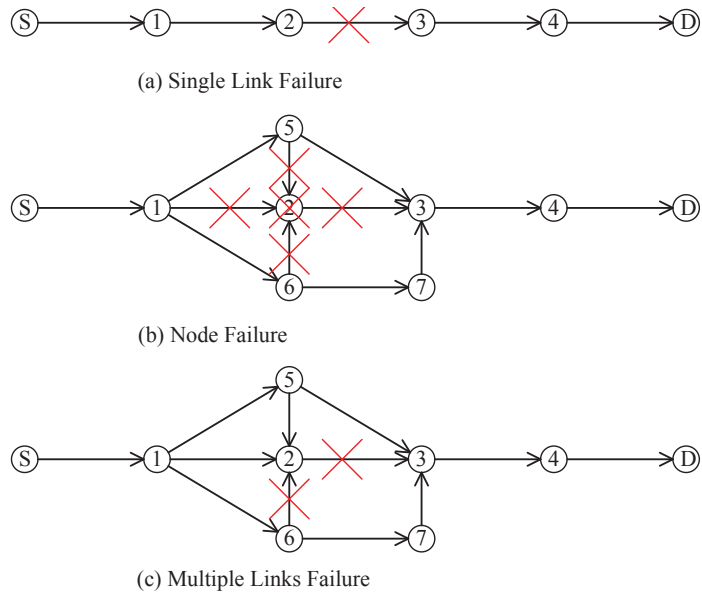 S 1 2 3 4 D
(a) Single Link Failure
5
S 1 2 3 4 D
6 7
(b) Node Failure
5
S 1 2 3 4 D
6 7
(c) Multiple Links Failure